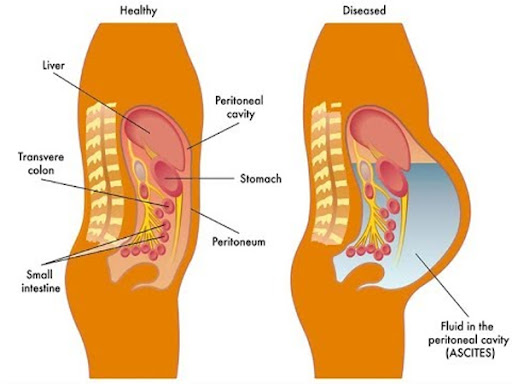 Healthy
Diseased
Liver
Peritoneal
cavity
Transvere
colon
Stomach
Peritoneum
Small
intestine
Fluid in the
peritoneal cavity
(ASCITES)